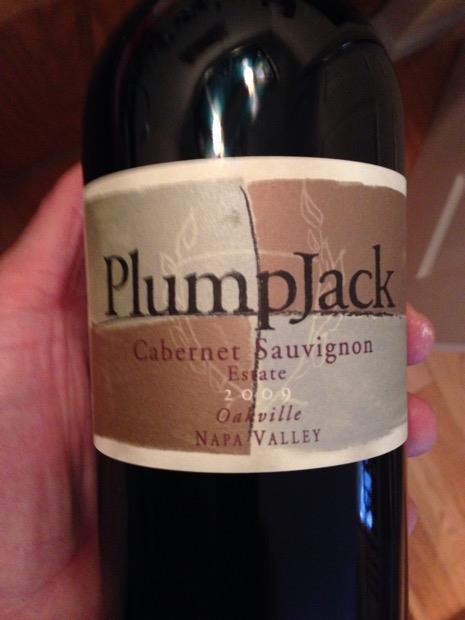 PlumpJack
Cabernet Sauvignon
Estate
2009
Oakville
NAPA VALLEY